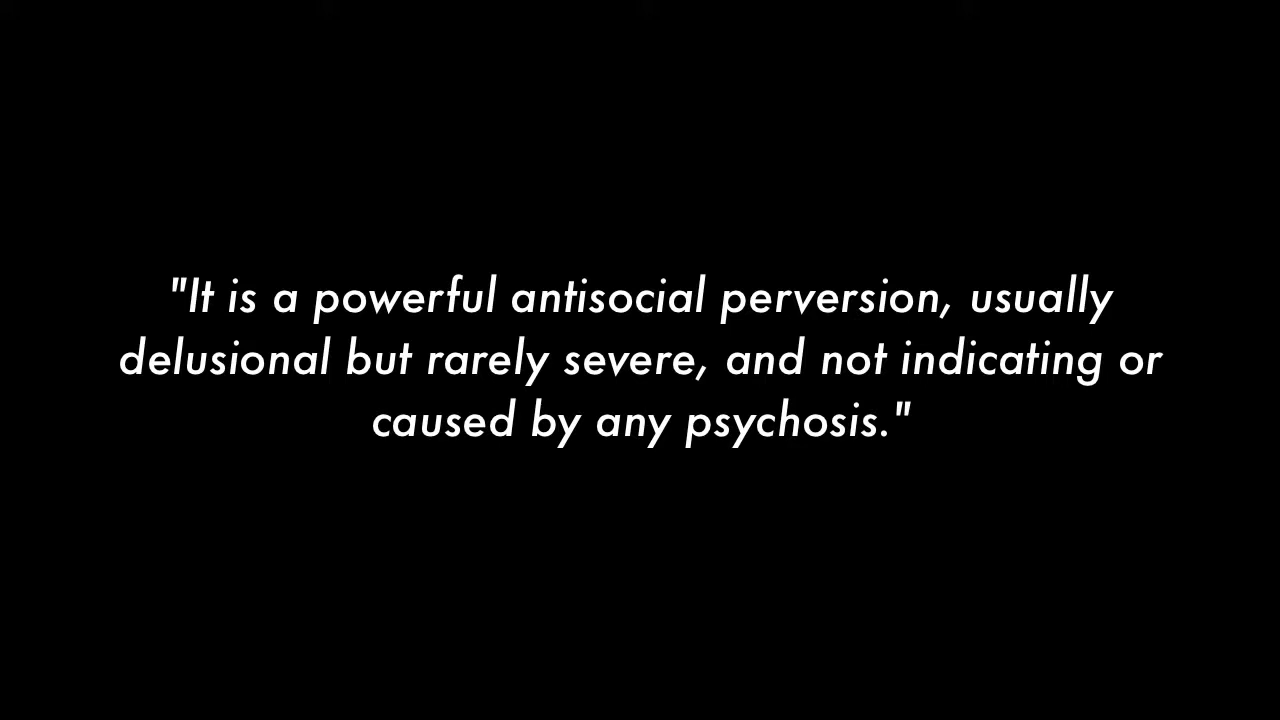 "It is a powerful antisocial perversion, usually
delusional but rarely severe, and not indicating or
caused by any psychosis."